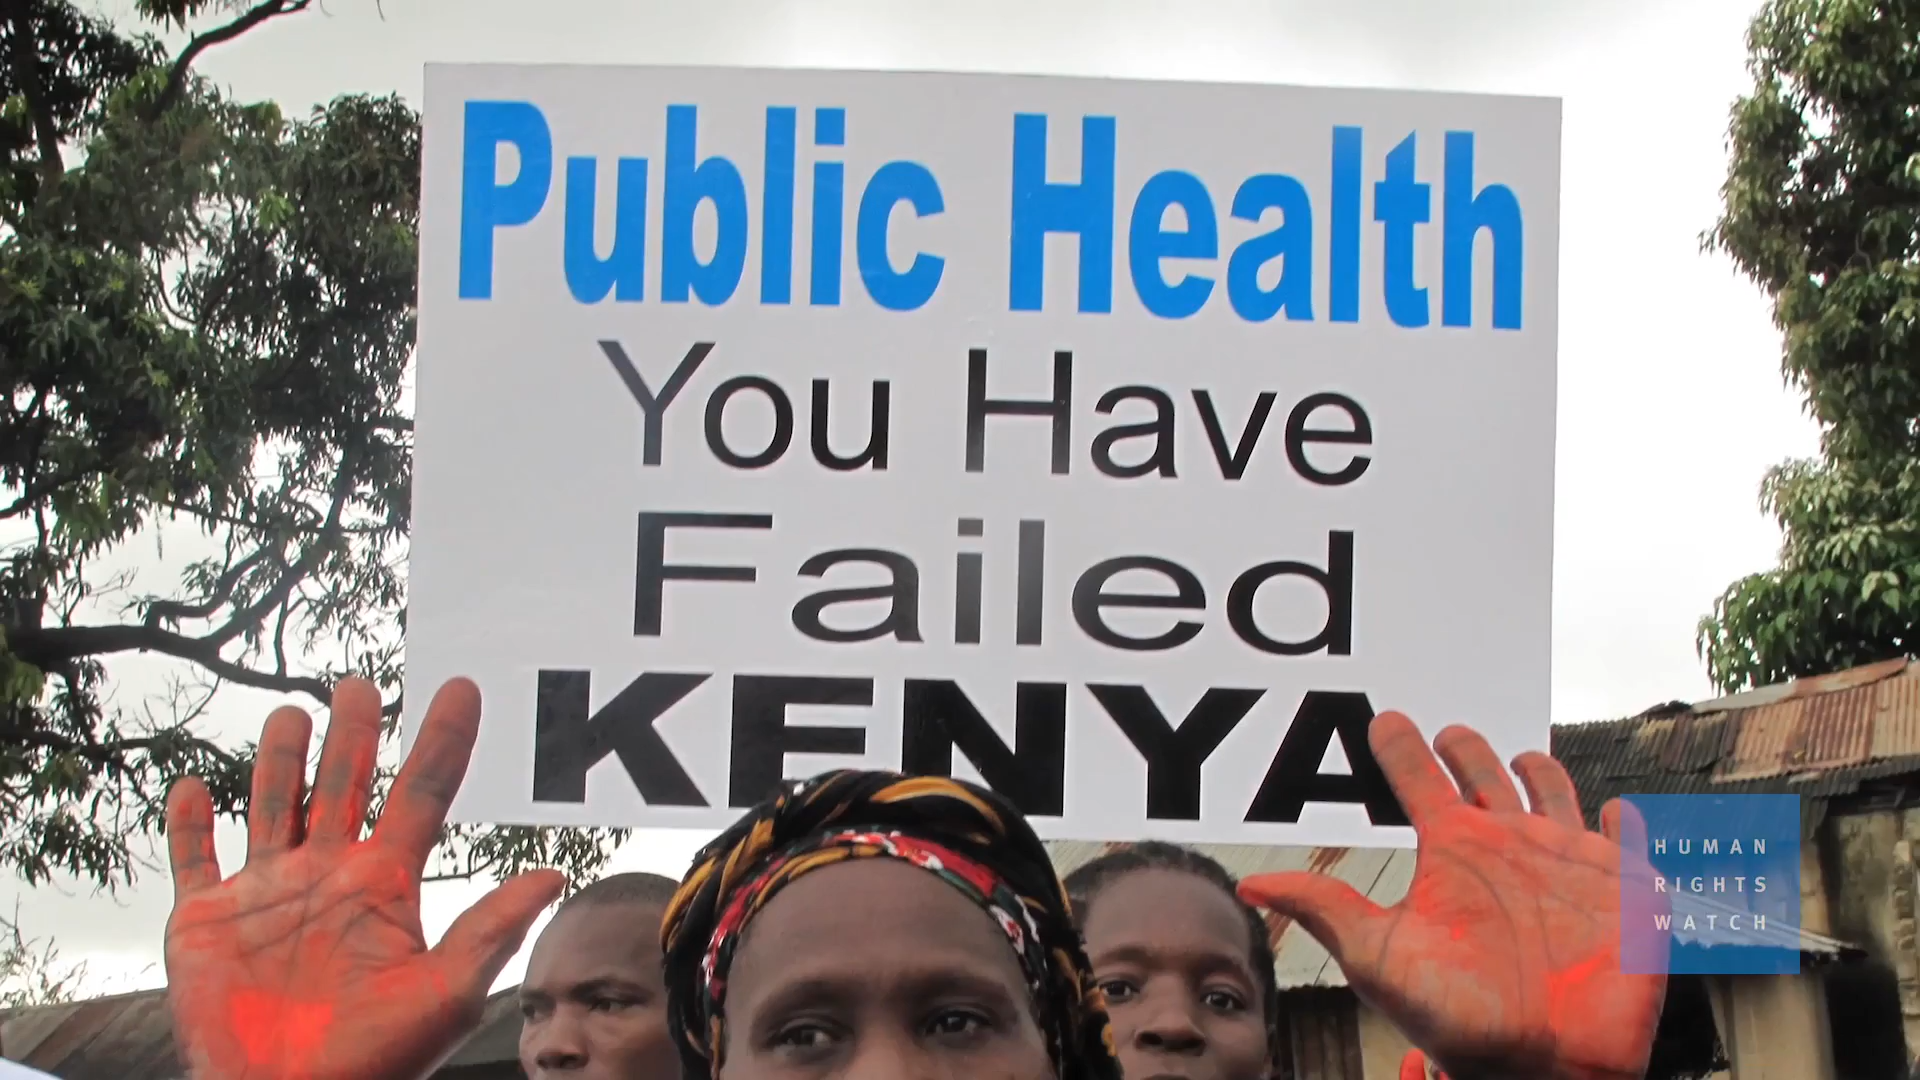 Public Health
You Have
Failed
KENYA
HUMAN
RIGHTS
WATCH